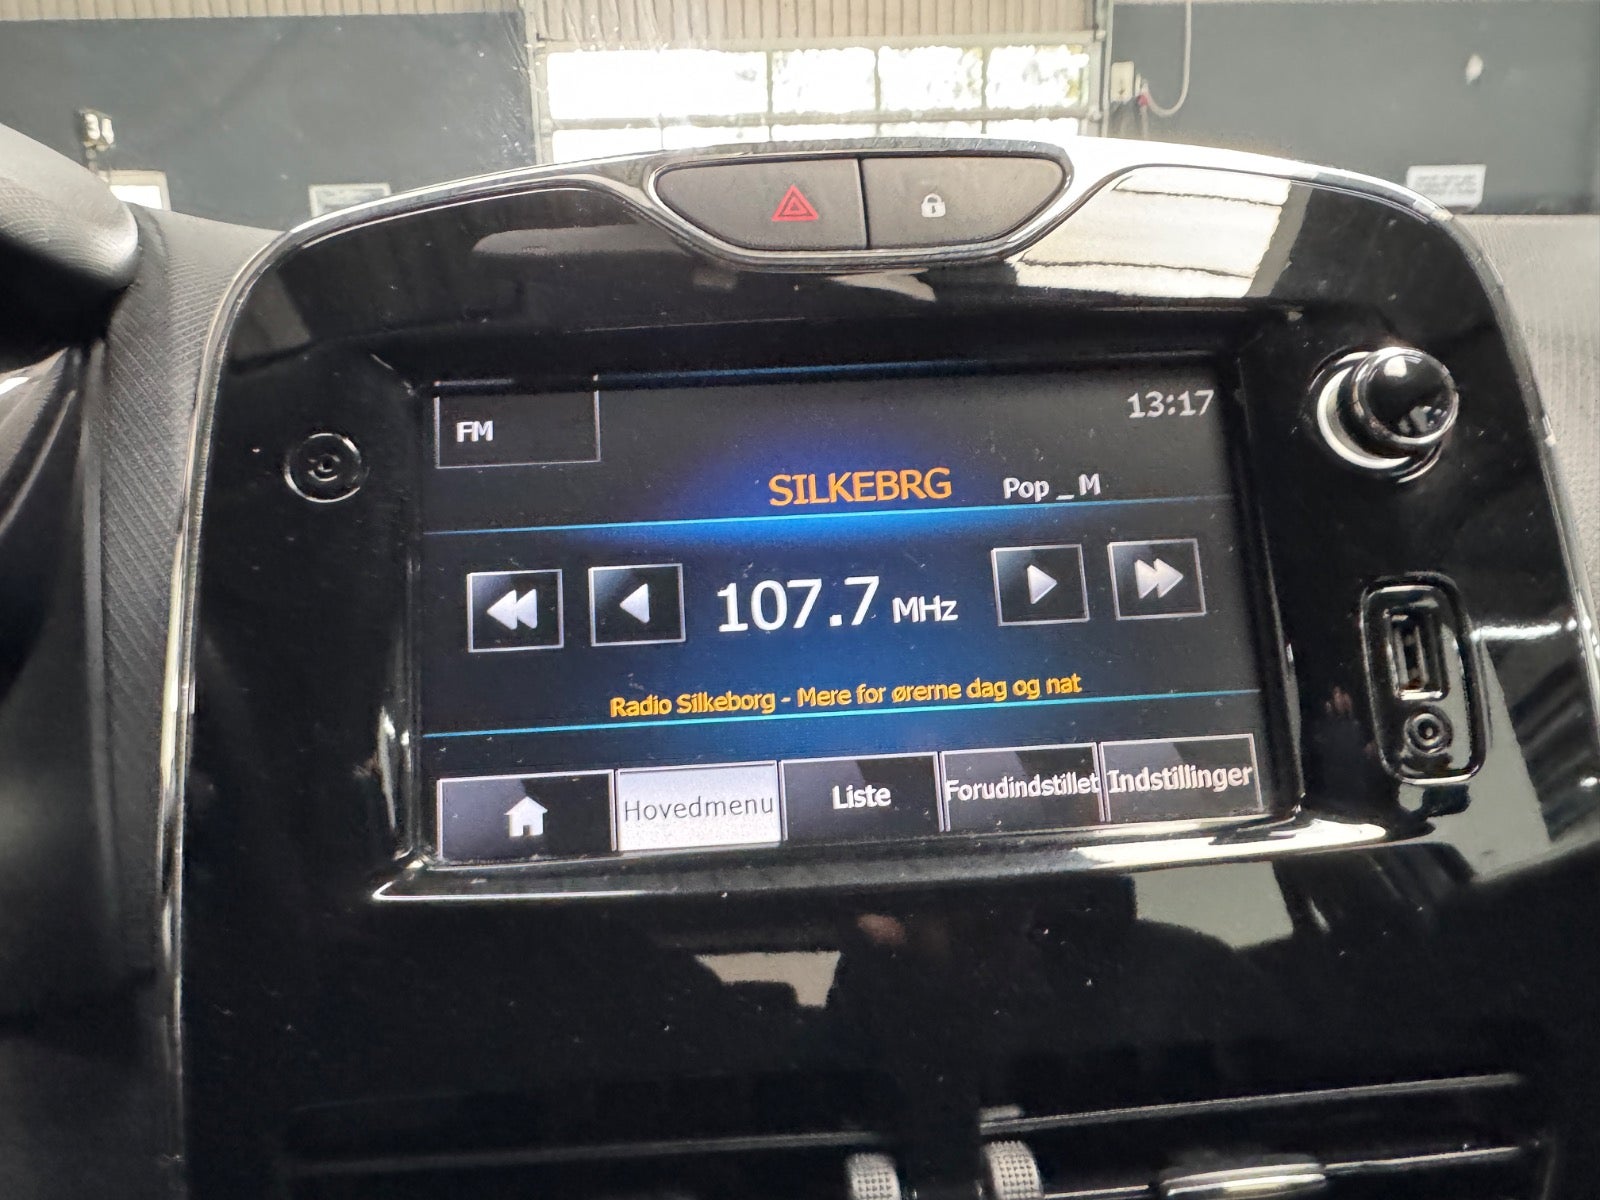 FM
13:17
SILKEBRG
Pop _ M
107.7 MHz
Radio Silkeborg - Mere for ørerne dag og nat
Hovedmenu
Liste
Forudindstillet
Indstillinger